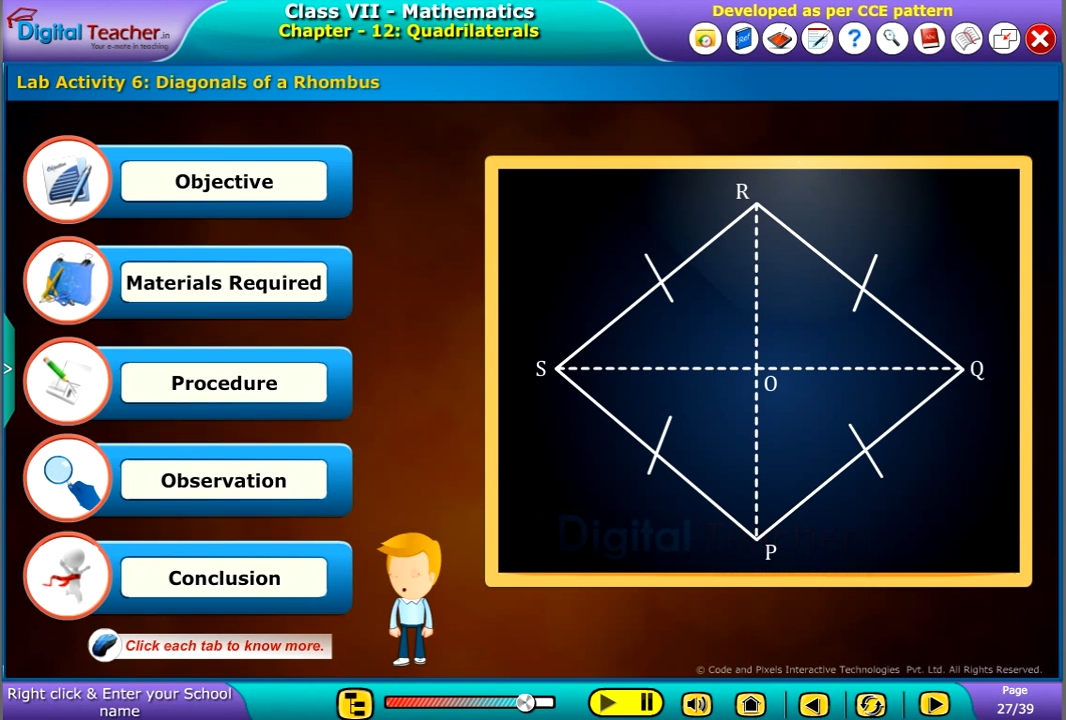 Digital Teacher.in
Your e-mate in teaching
Class VII - Mathematics
Chapter - 12: Quadrilaterals
Developed as per CCE pattern
Lab Activity 6: Diagonals of a Rhombus
Objective
Materials Required
Procedure
Observation
Conclusion
Click each tab to know more.
R
S
O
Q
P
Digital Teacher
© Code and Pixels Interactive Technologies Pvt. Ltd. All Rights Reserved.
Right click & Enter your School
name
Page
27/39